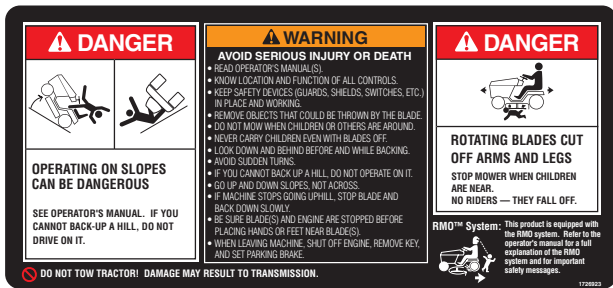 DANGER
OPERATING ON SLOPES
CAN BE DANGEROUS
SEE OPERATOR'S MANUAL. IF YOU
CANNOT BACK-UP A HILL, DO NOT
DRIVE ON IT.
WARNING
AVOID SERIOUS INJURY OR DEATH
• READ OPERATOR'S MANUAL(S).
• KNOW LOCATION AND FUNCTION OF ALL CONTROLS.
• KEEP SAFETY DEVICES (GUARDS, SHIELDS, SWITCHES, ETC.)
IN PLACE AND WORKING.
• REMOVE OBJECTS THAT COULD BE THROWN BY THE BLADE.
• DO NOT MOW WHEN CHILDREN OR OTHERS ARE AROUND.
• NEVER CARRY CHILDREN EVEN WITH BLADES OFF.
• LOOK DOWN AND BEHIND BEFORE AND WHILE BACKING.
• AVOID SUDDEN TURNS.
• IF YOU CANNOT BACK UP A HILL, DO NOT OPERATE ON IT.
• GO UP AND DOWN SLOPES, NOT ACROSS.
• IF MACHINE STOPS GOING UPHILL, STOP BLADE AND
BACK DOWN SLOWLY.
• BE SURE BLADE(S) AND ENGINE ARE STOPPED BEFORE
PLACING HANDS OR FEET NEAR BLADE(S).
• WHEN LEAVING MACHINE, SHUT OFF ENGINE, REMOVE KEY,
AND SET PARKING BRAKE.
DANGER
ROTATING BLADES CUT
OFF ARMS AND LEGS
STOP MOWER WHEN CHILDREN
ARE NEAR.
NO RIDERS — THEY FALL OFF.
RMO™ System: This product is equipped with
the RMO system. Refer to the
operator's manual for a full
explanation of the RMO
system and for important
safety messages.
DO NOT TOW TRACTOR! DAMAGE MAY RESULT TO TRANSMISSION.
1726923